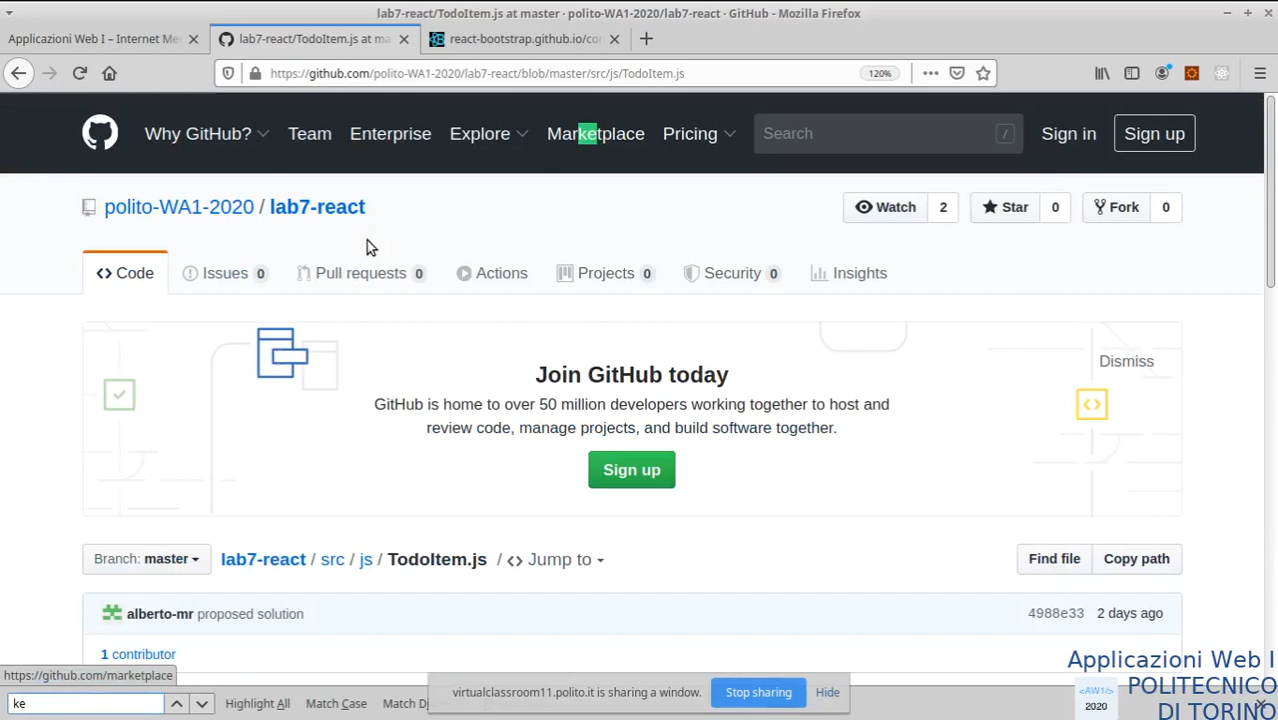 lab7-react/TodoItem.js at master · polito-WA1-2020/lab7-react · GitHub - Mozilla Firefox
Applicazioni Web I – Internet Me
lab7-react/TodoItem.js at ma
react-bootstrap.github.io/co
https://github.com/polito-WA1-2020/lab7-react/blob/master/src/js/TodoItem.js
120%
Why GitHub? Team Enterprise Explore Marketplace Pricing Search / Sign in Sign up
polito-WA1-2020 / lab7-react
Watch 2 Star 0 Fork 0
Code Issues 0 Pull requests 0 Actions Projects 0 Security 0 Insights
Dismiss
Join GitHub today
GitHub is home to over 50 million developers working together to host and
review code, manage projects, and build software together.
Sign up
Branch: master lab7-react / src / js / TodoItem.js / <> Jump to Find file Copy path
alberto-mr proposed solution 4988e33 2 days ago
1 contributor
https://github.com/marketplace
ke
Highlight All Match Case Match D
virtualclassroom11.polito.it is sharing a window. Stop sharing Hide
Applicazioni Web I
POLITECNICO
DI TORINO
<AW1/>
2020